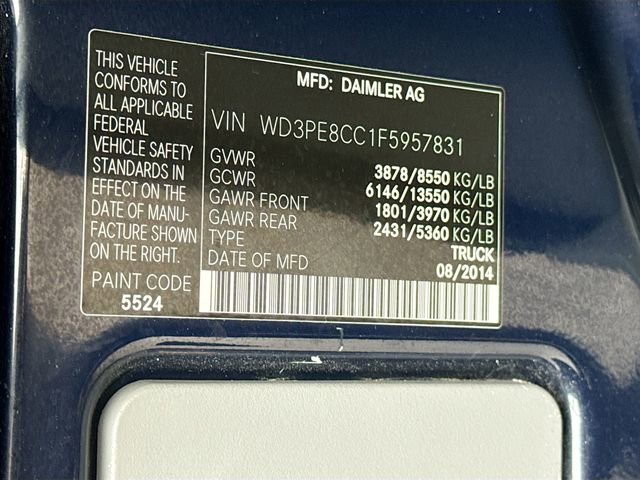 THIS VEHICLE
CONFORMS TO
ALL APPLICABLE
FEDERAL
VEHICLE SAFETY
STANDARDS IN
EFFECT ON THE
DATE OF MANU-
FACTURE SHOWN
ON THE RIGHT.
PAINT CODE
5524
MFD: DAIMLER AG
VIN WD3PE8CC1F5957831
GVWR 3878/8550 KG/LB
GCWR 6146/13550 KG/LB
GAWR FRONT 1801/3970 KG/LB
GAWR REAR 2431/5360 KG/LB
TYPE TRUCK
DATE OF MFD 08/2014